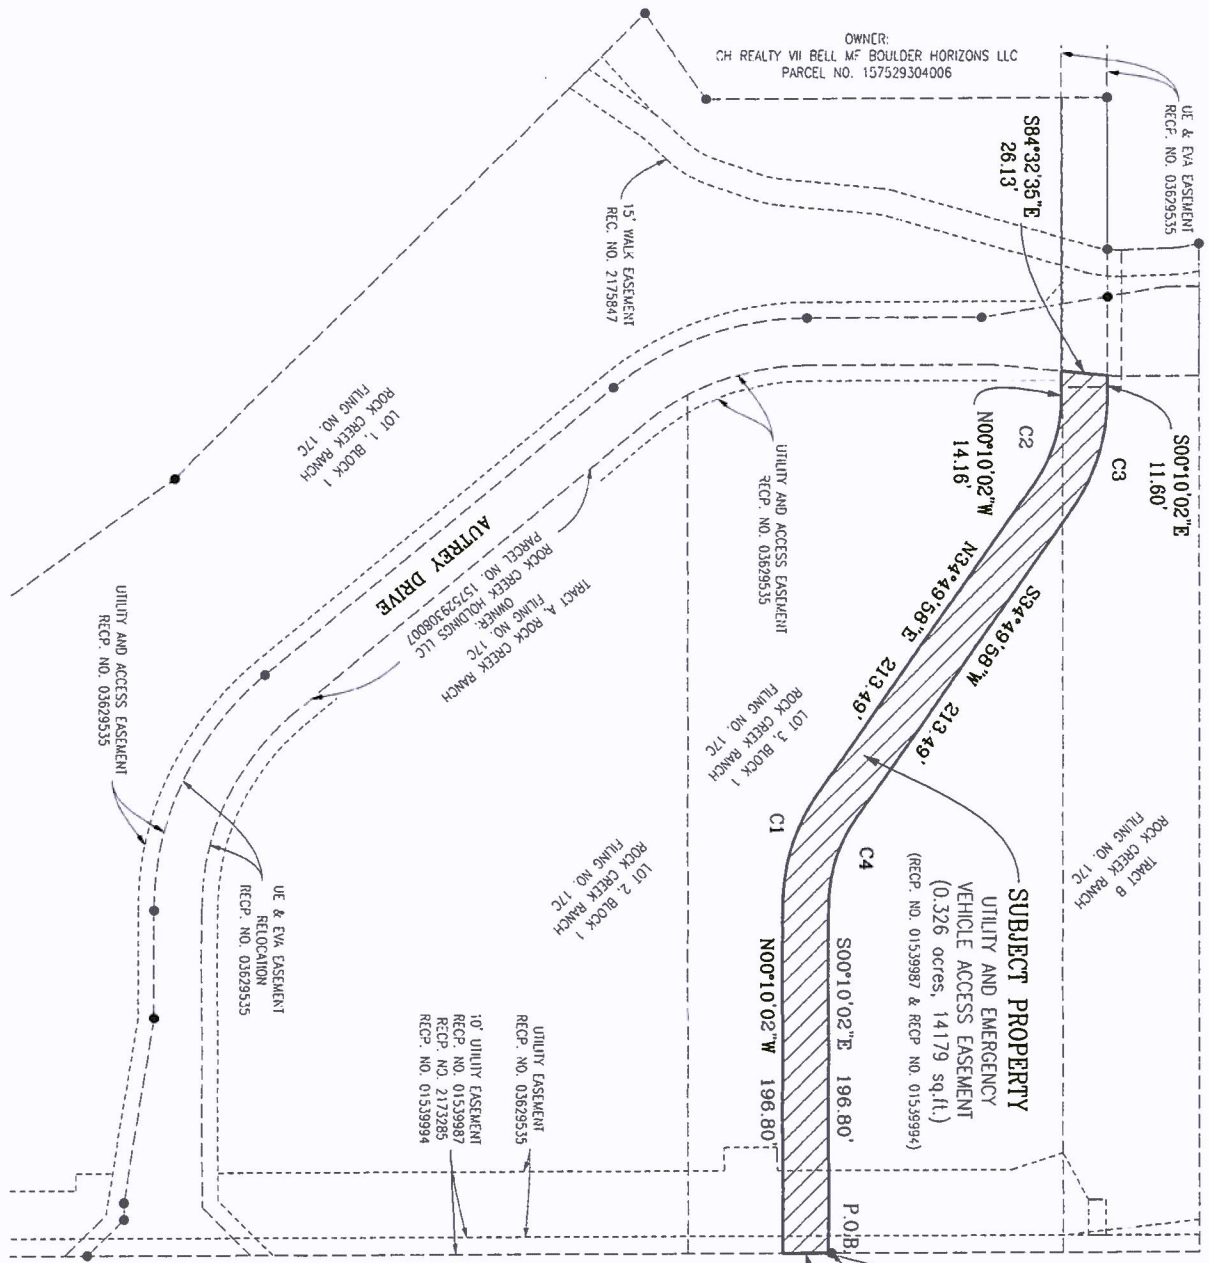 OWNER:
CH REALTY VII BELL MF BOULDER HORIZONS LLC
PARCEL NO. 157529304006
UE & EVA EASEMENT
RECP. NO. 03629535
S84°32'35"E
26.13'
15' WALK EASEMENT
REC. NO. 2175847
S00°10'02"E
11.60'
C3
C2
N00°10'02"W
14.16'
LOT 1, BLOCK 1
ROCK CREEK RANCH
FILING NO. 17C
UTILITY AND ACCESS EASEMENT
RECP. NO. 03629535
AUTREY DRIVE
TRACT A,
ROCK CREEK RANCH
FILING NO. 17C
OWNER:
ROCK CREEK HOLDINGS LLC
PARCEL NO. 157529308007
N34°49'58"E 213.49'
S34°49'58"W 213.49'
UTILITY AND ACCESS EASEMENT
RECP. NO. 03629535
LOT 3, BLOCK 1
ROCK CREEK RANCH
FILING NO. 17C
C1
C4
TRACT B
ROCK CREEK RANCH
FILING NO. 17C
LOT 2, BLOCK 1
ROCK CREEK RANCH
FILING NO. 17C
SUBJECT PROPERTY
UTILITY AND EMERGENCY
VEHICLE ACCESS EASEMENT
(0.326 acres, 14179 sq.ft.)
(RECP. NO. 01539987 & RECP NO. 01539994)
UE & EVA EASEMENT
RELOCATION
RECP. NO. 03629535
S00°10'02"E 196.80'
N00°10'02"W 196.80'
UTILITY EASEMENT
RECP. NO. 03629535
10' UTILITY EASEMENT
RECP. NO. 01539987
RECP. NO. 2173285
RECP. NO. 01539994
P.O.B.